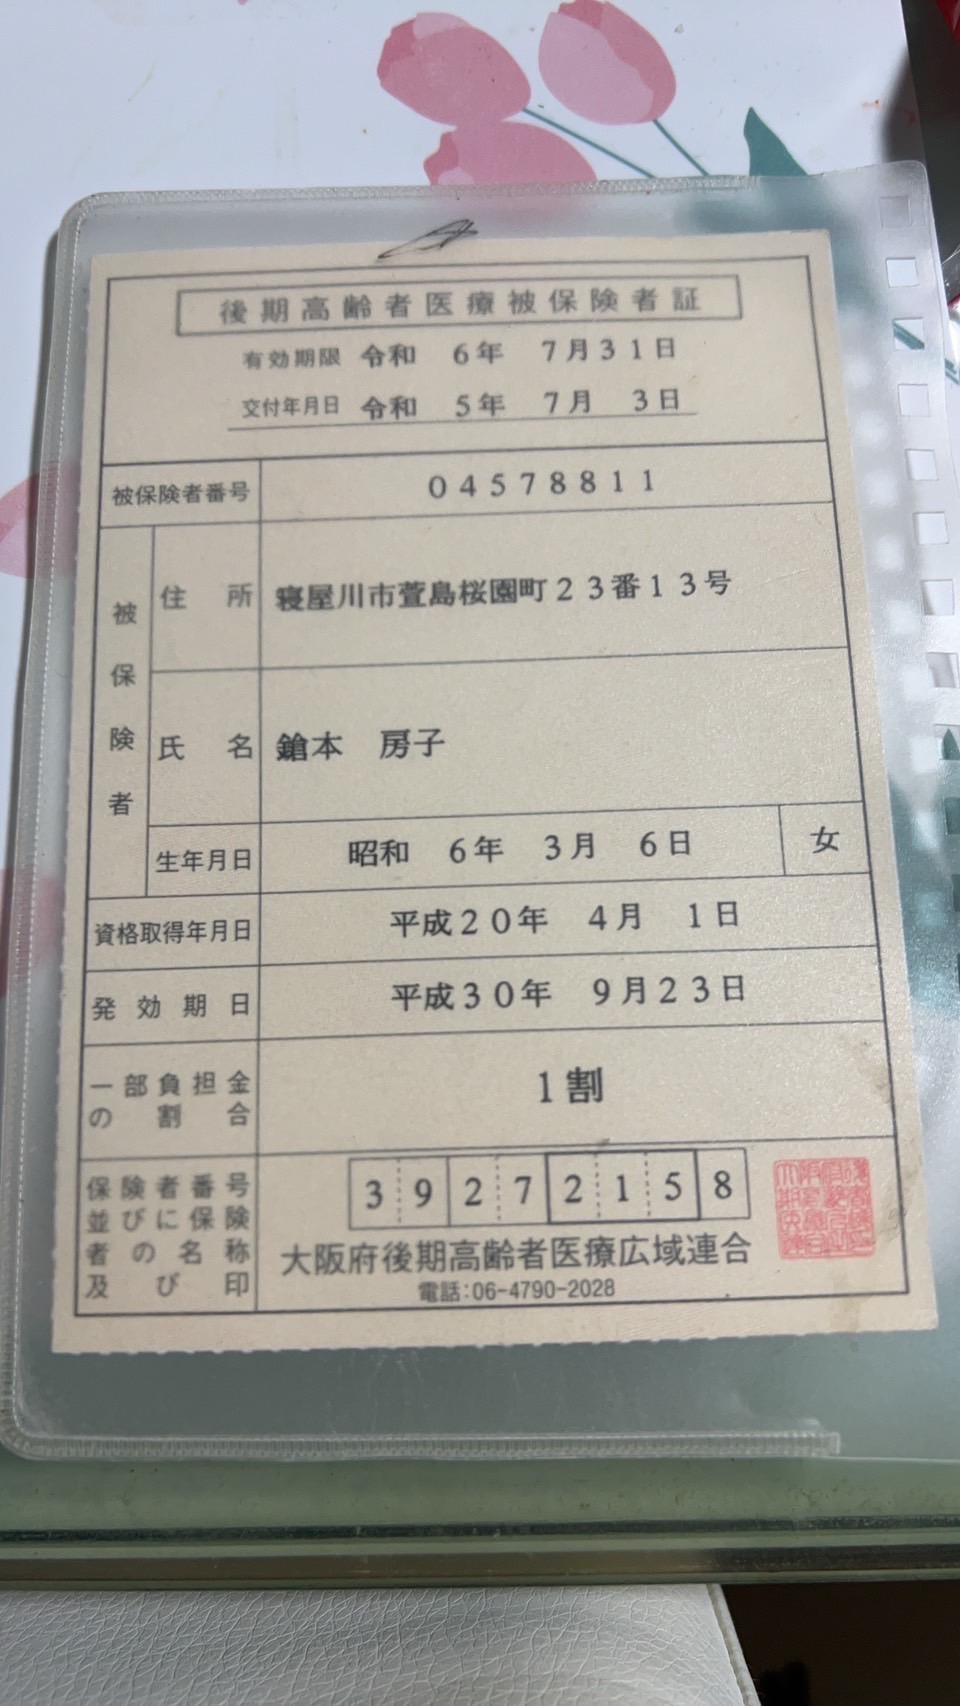 後期高齢者医療被保険者証
有効期限 令和 6年 7月31日
交付年月日 令和 5年 7月 3日
被保険者番号 04578811
被保険者
住所 寝屋川市萱島桜園町23番13号
氏名 鎗本 房子
生年月日 昭和 6年 3月 6日 女
資格取得年月日 平成20年 4月 1日
発効期日 平成30年 9月23日
一部負担金の割合 1割
保険者番号並びに保険者の名称及び印 39272158
大阪府後期高齢者医療広域連合
電話:06-4790-2028